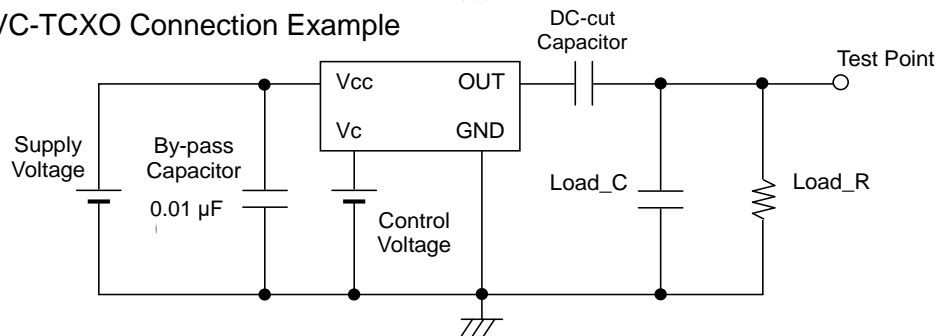 VC-TCXO Connection Example
DC-cut
Capacitor
Test Point
Vcc
OUT
Vc
GND
Supply
Voltage
By-pass
Capacitor
0.01 µF
Control
Voltage
Load_C
Load_R